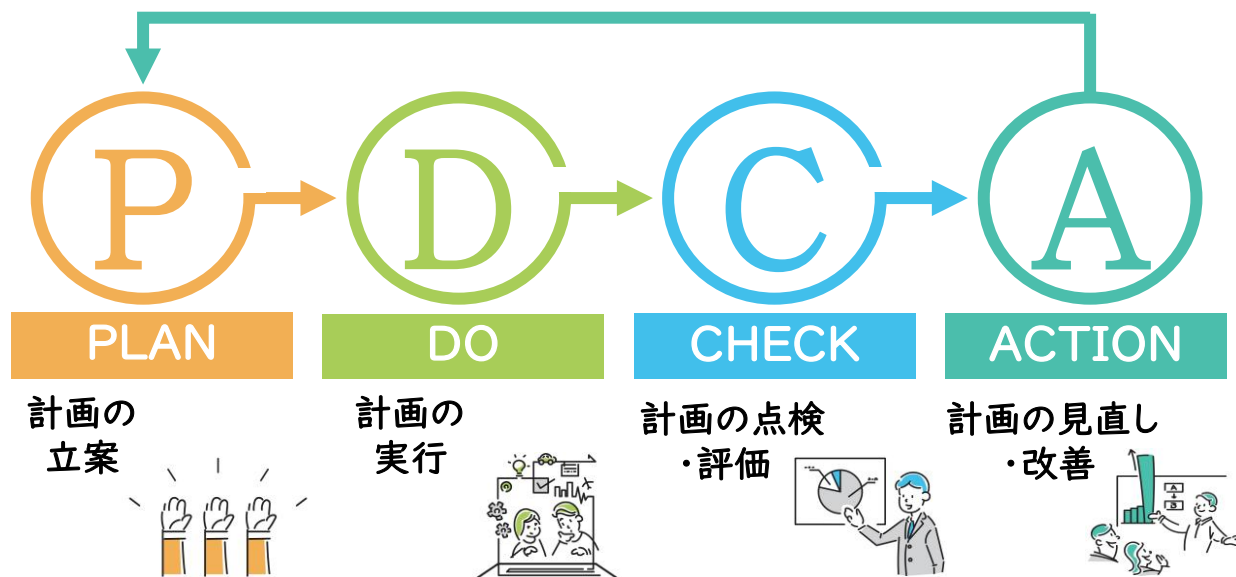 P
D
C
A
PLAN
DO
CHECK
ACTION
計画の
立案
計画の
実行
計画の点検
・評価
計画の見直し
・改善